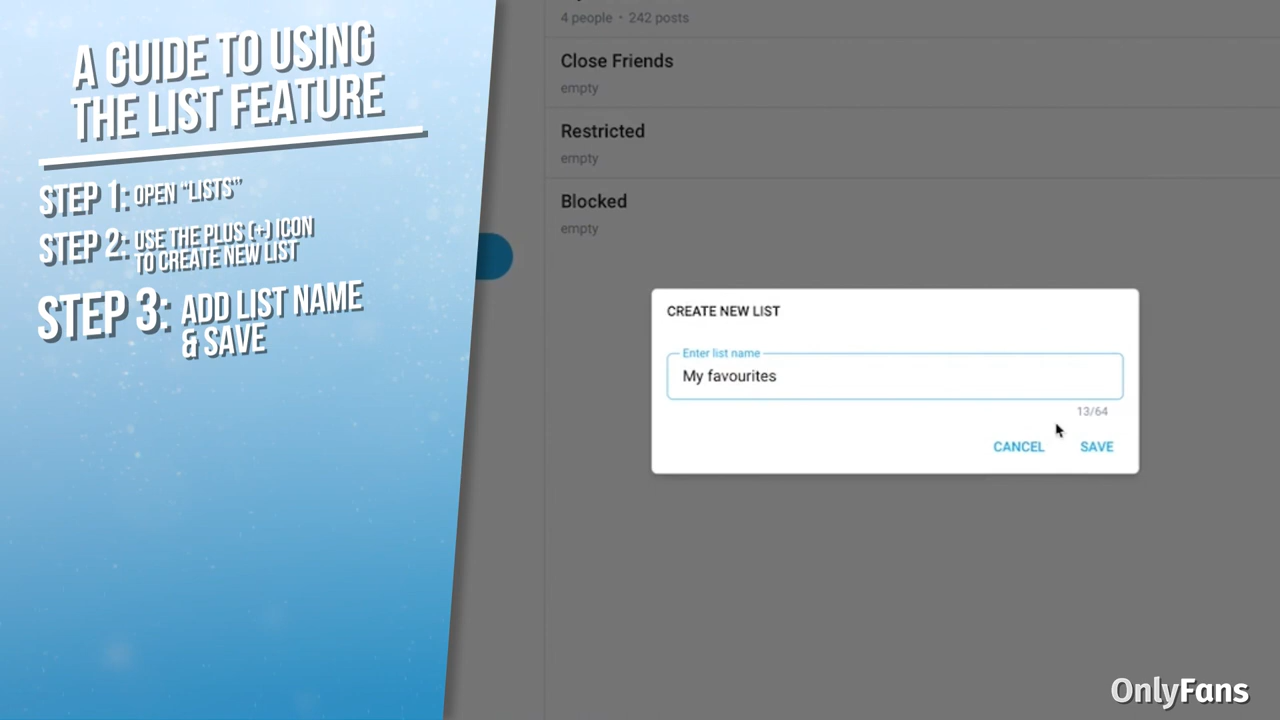 A GUIDE TO USING
THE LIST FEATURE
STEP 1: OPEN "LISTS"
STEP 2: USE THE PLUS (+) ICON
TO CREATE NEW LIST
STEP 3: ADD LIST NAME
& SAVE
4 people • 242 posts
Close Friends
empty
Restricted
empty
Blocked
empty
CREATE NEW LIST
Enter list name
My favourites
13/64
CANCEL SAVE
OnlyFans